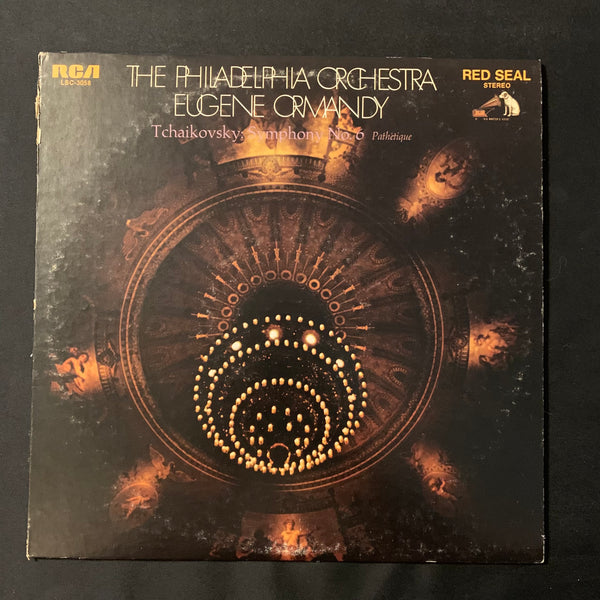 RCA
LSC-3058
THE PHILADELPHIA ORCHESTRA
EUGENE ORMANDY
Tchaikovsky: Symphony No. 6 Pathétique
RED SEAL
STEREO